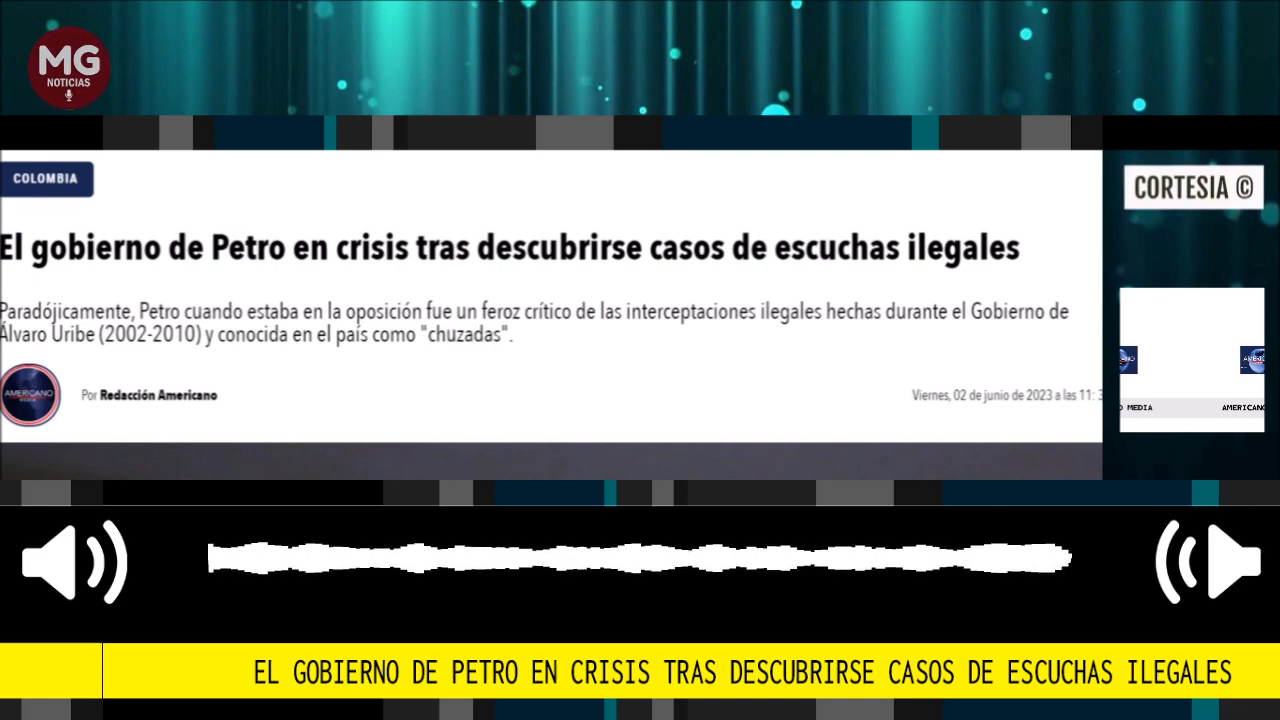 MG
NOTICIAS
COLOMBIA
CORTESIA ©
El gobierno de Petro en crisis tras descubrirse casos de escuchas ilegales
Paradójicamente, Petro cuando estaba en la oposición fue un feroz crítico de las interceptaciones ilegales hechas durante el Gobierno de
Álvaro Uribe (2002-2010) y conocida en el país como "chuzadas".
AMERICANO
MEDIA
Por Redacción Americano
Viernes, 02 de junio de 2023 a las 11:
MEDIA
AMERICANO
EL GOBIERNO DE PETRO EN CRISIS TRAS DESCUBRIRSE CASOS DE ESCUCHAS ILEGALES